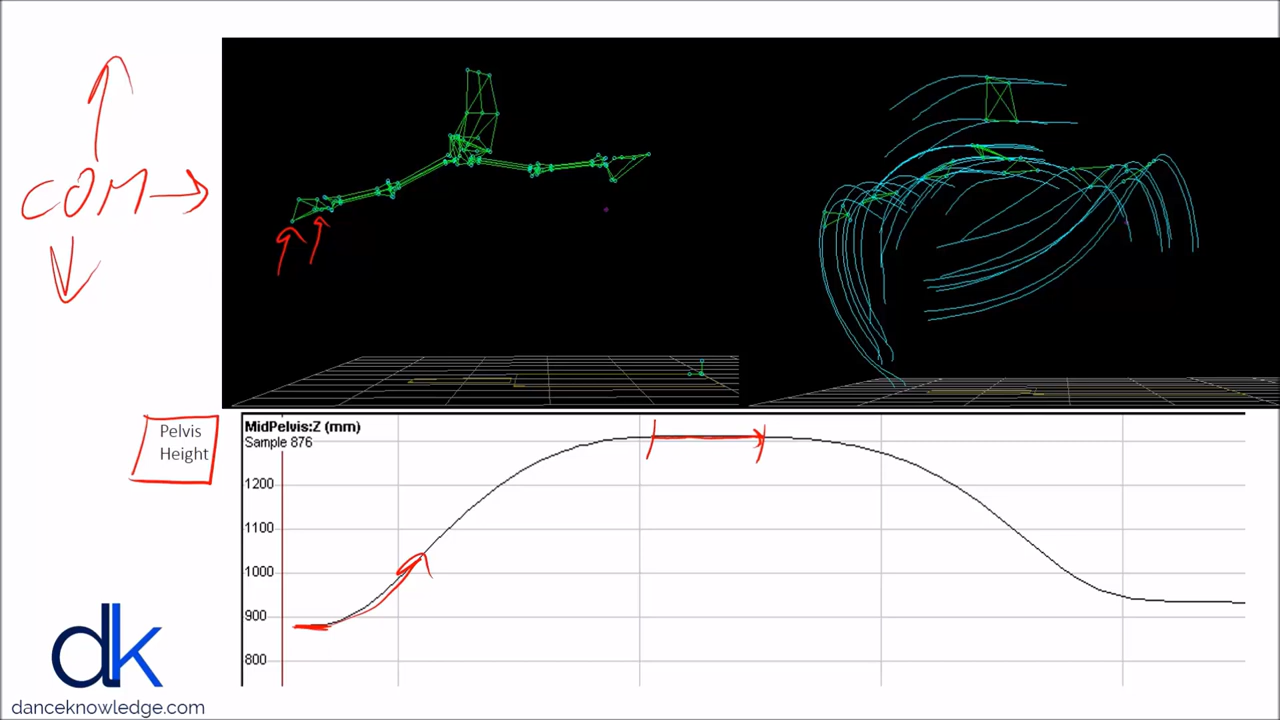 COM
Pelvis
Height
MidPelvis:Z (mm)
Sample 876
1200
1100
1000
900
800
dk
danceknowledge.com